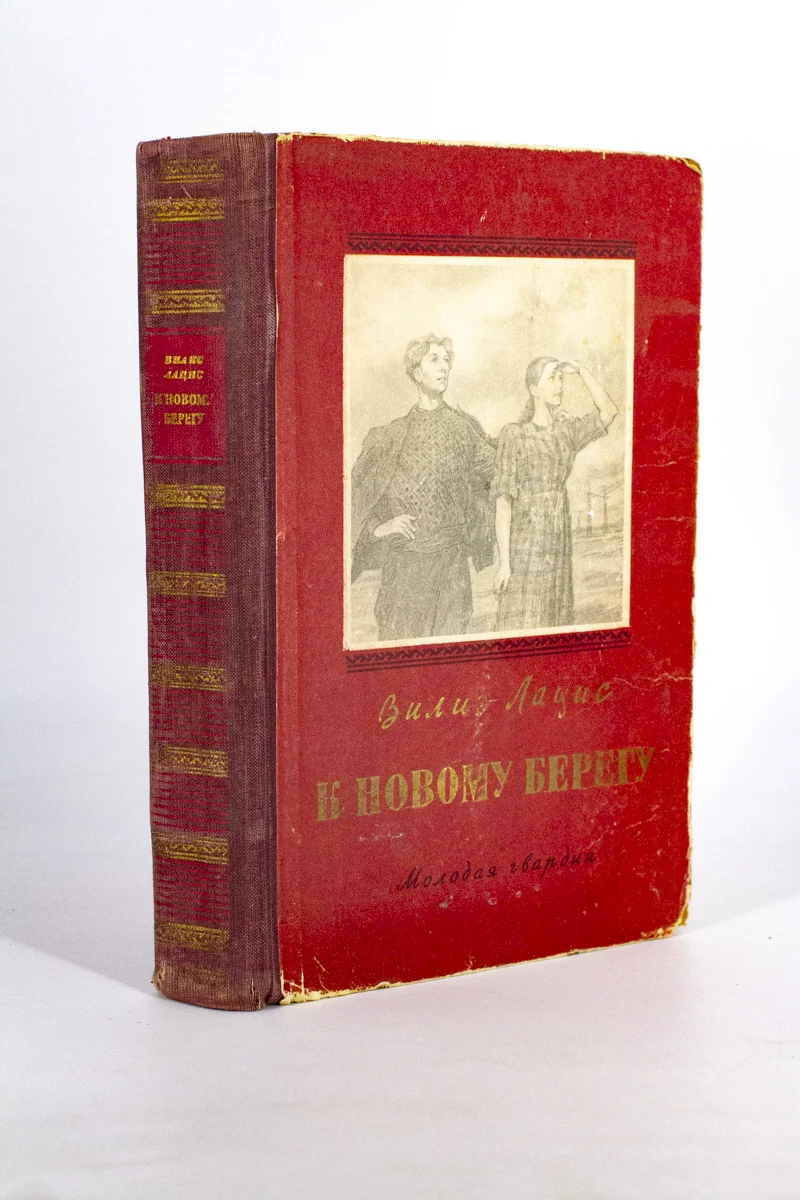 ВИЛИС
ЛАЦИС
К НОВОМУ
БЕРЕГУ
Вилис Лацис
К НОВОМУ БЕРЕГУ
Молодая гвардия